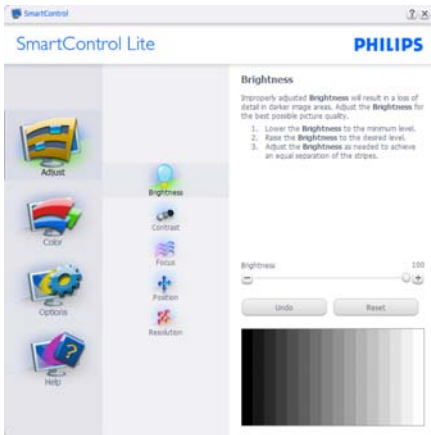 SmartControl
SmartControl Lite
PHILIPS
Adjust
Color
Options
Help
Brightness
Contrast
Focus
Position
Resolution
Brightness
Improperly adjusted Brightness will result in a loss of
detail in darker image areas. Adjust the Brightness for
the best possible picture quality.
1. Lower the Brightness to the minimum level.
2. Raise the Brightness to the desired level.
3. Adjust the Brightness as needed to achieve
an equal separation of the stripes.
Brightness 100
Undo Reset